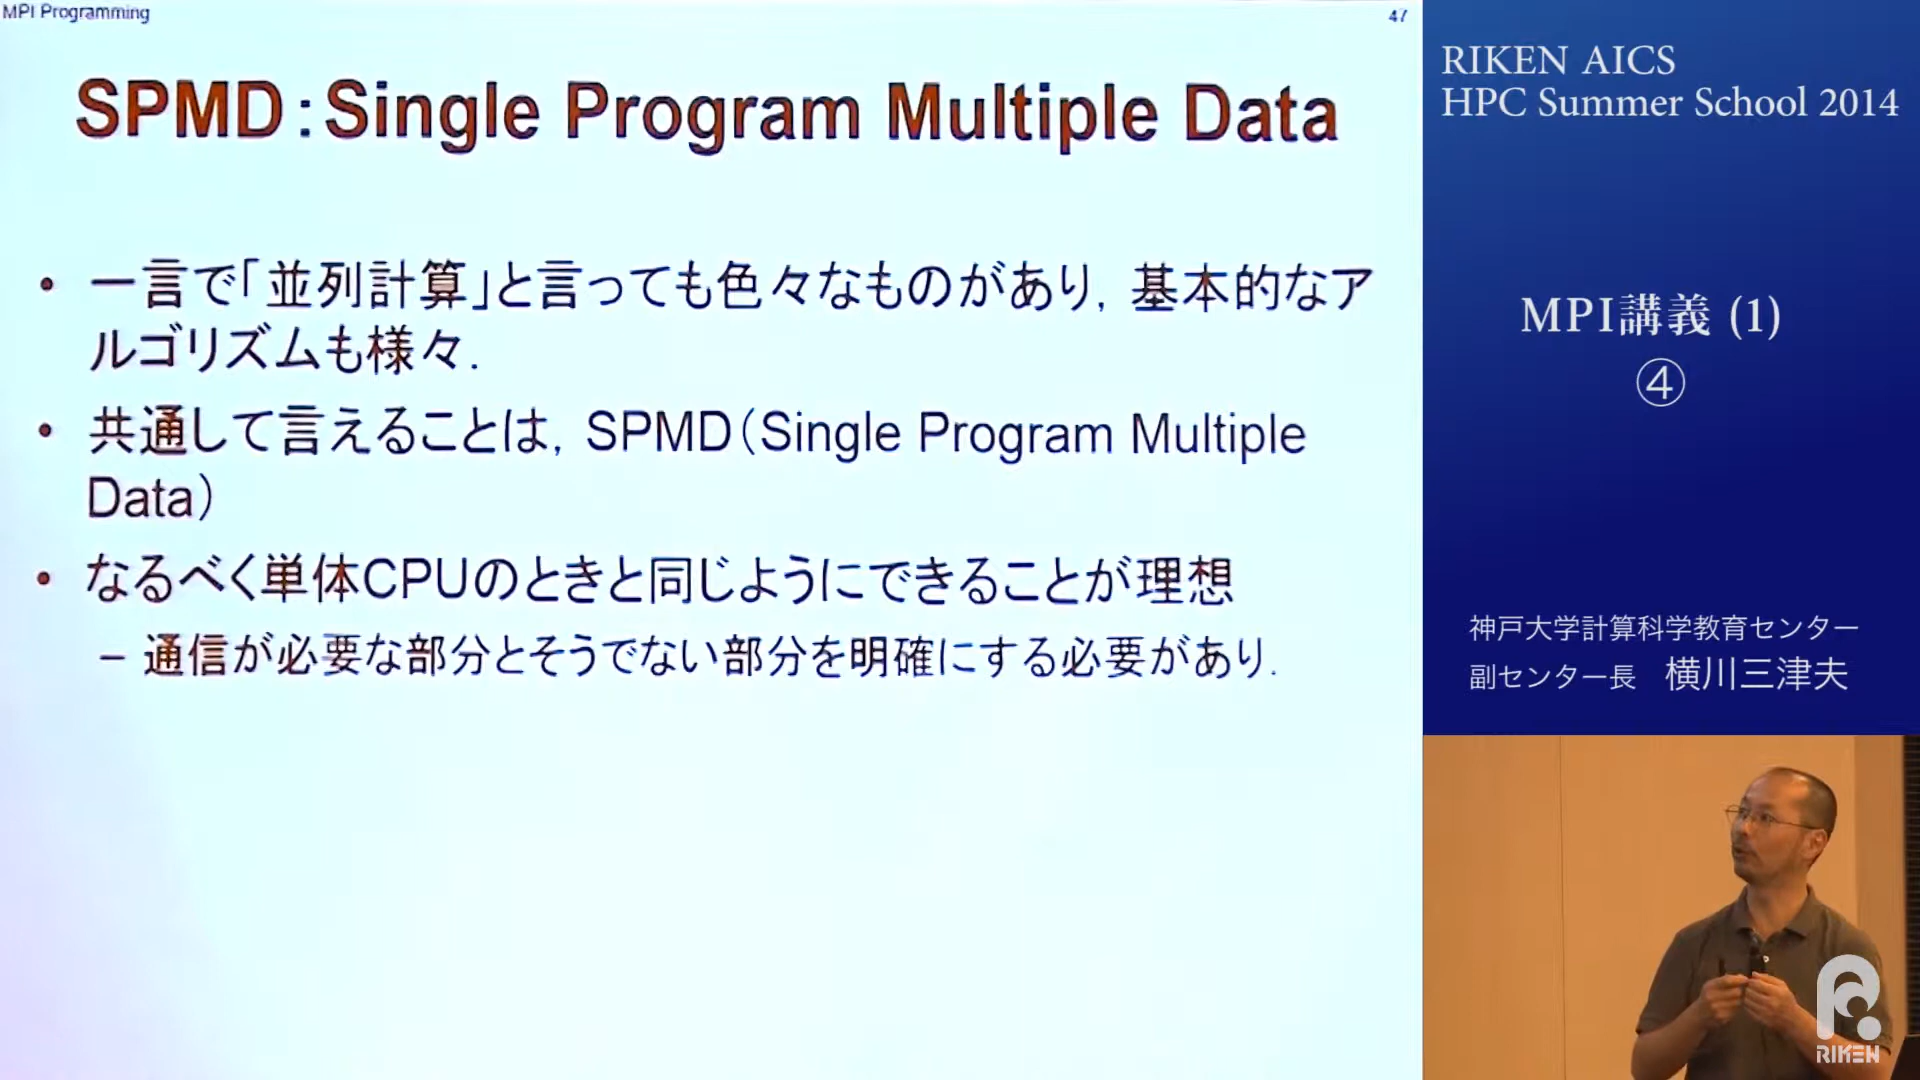 MPI Programming
47
SPMD：Single Program Multiple Data
• 一言で「並列計算」と言っても色々なものがあり，基本的なア
ルゴリズムも様々．
• 共通して言えることは，SPMD（Single Program Multiple
Data）
• なるべく単体CPUのときと同じようにできることが理想
– 通信が必要な部分とそうでない部分を明確にする必要があり．
RIKEN AICS
HPC Summer School 2014
MPI講義 (1)
④
神戸大学計算科学教育センター
副センター長 横川三津夫
RIKEN